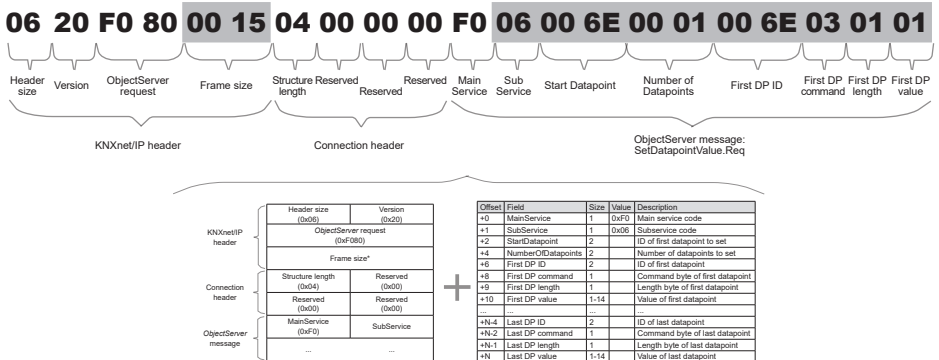 06 20 F0 80 00 15 04 00 00 00 F0 06 00 6E 00 01 00 6E 03 01 01
Header size
Version
ObjectServer request
Frame size
Structure length
Reserved
Reserved
Reserved
Main Service
Sub Service
Start Datapoint
Number of Datapoints
First DP ID
First DP command
First DP length
First DP value
KNXnet/IP header
Connection header
ObjectServer message:
SetDatapointValue.Req
KNXnet/IP
header
Header size Version
(0x06) (0x20)
ObjectServer request
(0xF080)
Frame size*
Connection
header
Structure length Reserved
(0x04) (0x00)
Reserved Reserved
(0x00) (0x00)
ObjectServer
message
MainService SubService
(0xF0)
... ...
+
Offset Field Size Value Description
+0 MainService 1 0xF0 Main service code
+1 SubService 1 0x06 Subservice code
+2 StartDatapoint 2 ID of first datapoint to set
+4 NumberOfDatapoints 2 Number of datapoints to set
+6 First DP ID 2 ID of first datapoint
+8 First DP command 1 Command byte of first datapoint
+9 First DP length 1 Length byte of first datapoint
+10 First DP value 1-14 Value of first datapoint
... ... ... ...
+N-4 Last DP ID 2 ID of last datapoint
+N-2 Last DP command 1 Command byte of last datapoint
+N-1 Last DP length 1 Length byte of last datapoint
+N Last DP value 1-14 Value of last datapoint